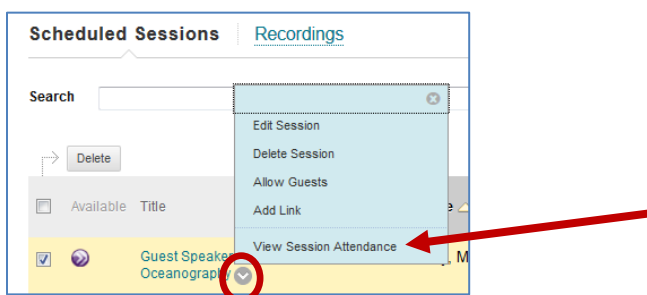 Scheduled Sessions Recordings
Search
Edit Session
Delete Session
Delete
Allow Guests
Available Title
Add Link
e
View Session Attendance
Guest Speaker
, M
Oceanography